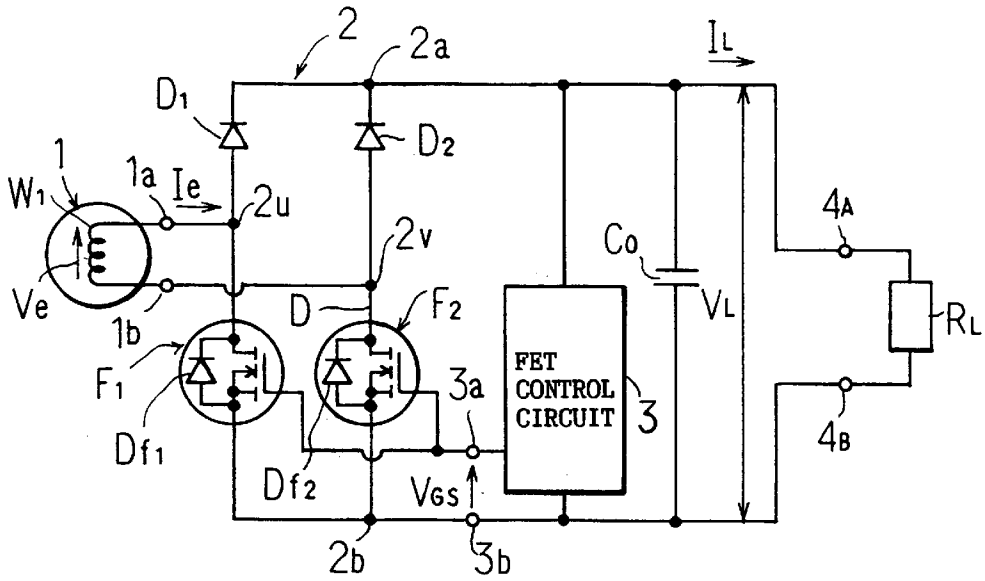 2
2a
IL
D1
D2
1
W1
1a
Ie
2u
2v
4A
C0
VL
Ve
1b
D
F2
RL
F1
FET
CONTROL
CIRCUIT
3
3a
4B
Df1
Df2
VGS
2b
3b